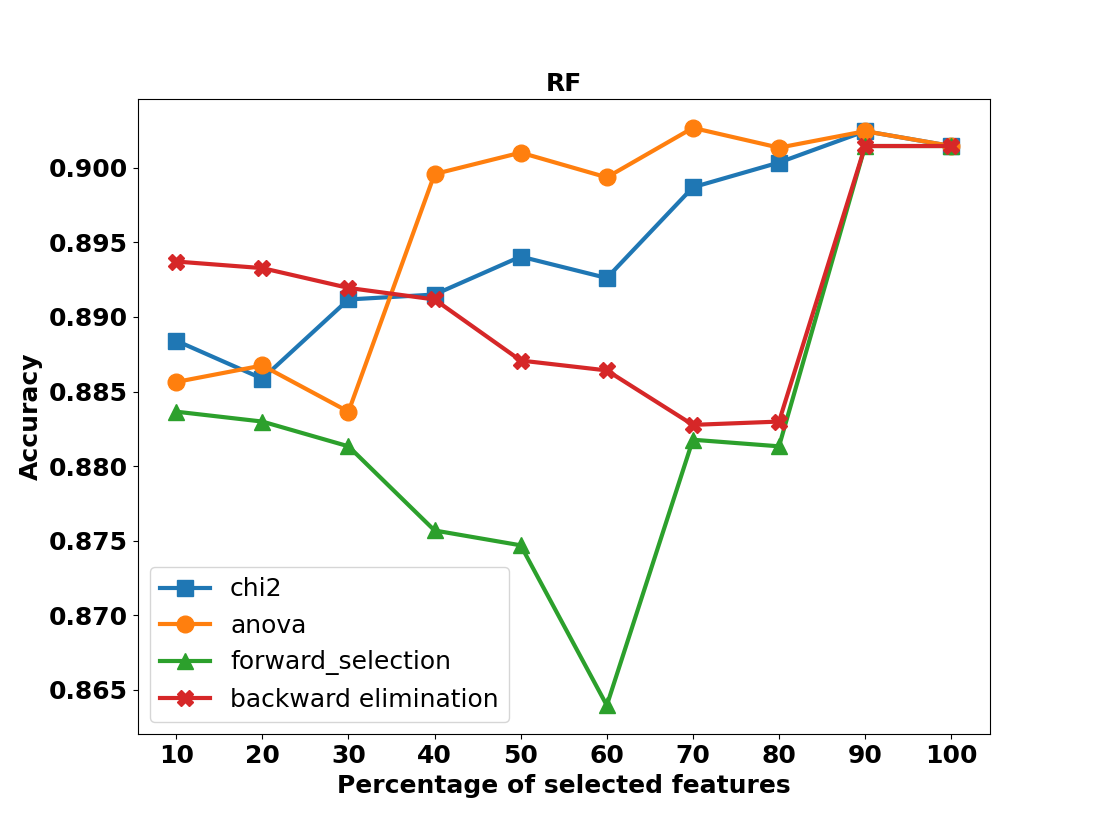 RF
0.900
0.895
0.890
0.885
0.880
0.875
0.870
0.865
Accuracy
chi2
anova
forward_selection
backward elimination
10 20 30 40 50 60 70 80 90 100
Percentage of selected features